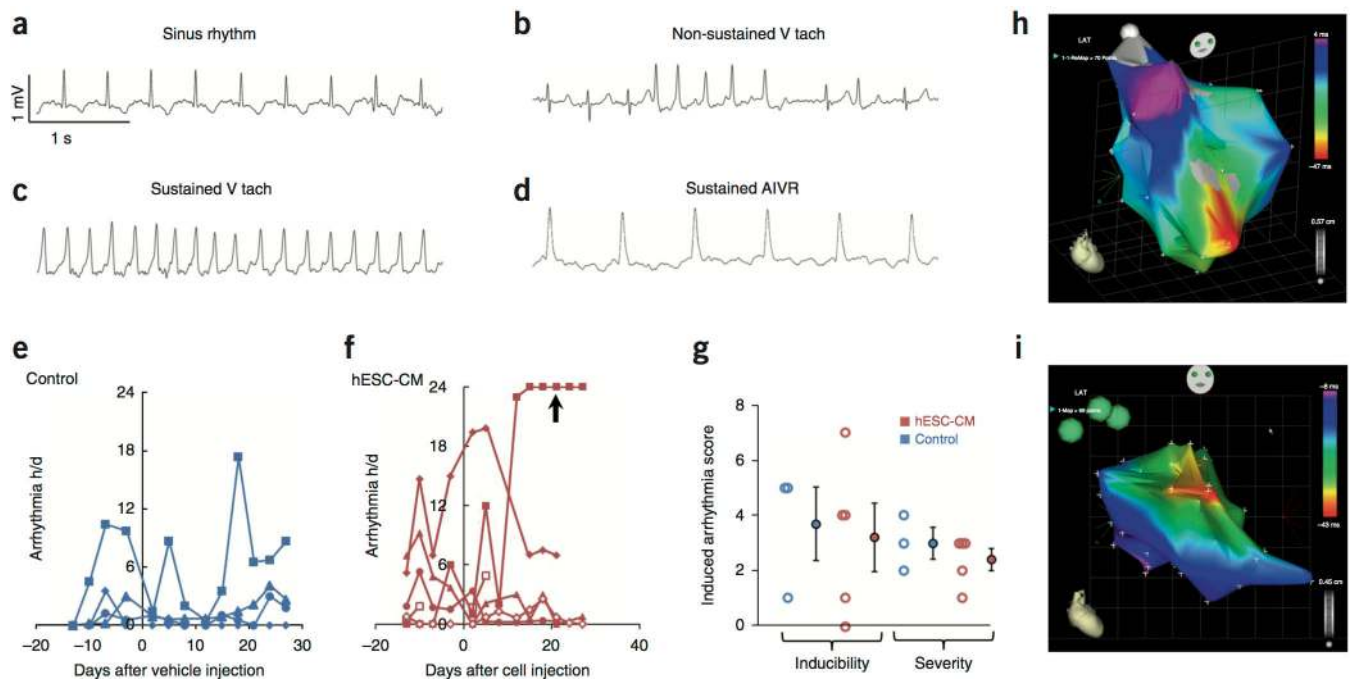 a
Sinus rhythm
1 mV
1 s
b
Non-sustained V tach
c
Sustained V tach
d
Sustained AIVR
e
Control
Arrhythmia h/d
24
18
12
6
0
−20
−10
0
10
20
30
Days after vehicle injection
f
hESC-CM
Arrhythmia h/d
24
18
12
6
0
−20
0
20
40
Days after cell injection
g
Induced arrhythmia score
8
6
4
2
0
hESC-CM
Control
Inducibility
Severity
h
LAT
4 ms
−47 ms
0.57 cm
i
LAT
−8 ms
−43 ms
0.45 cm